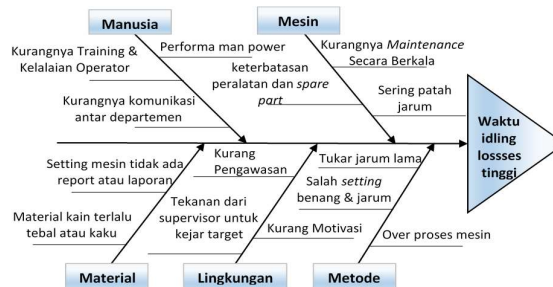 Manusia
Mesin
Kurangnya Training &
Kelalaian Operator
Performa man power
Kurangnya komunikasi
antar departemen
Kurangnya Maintenance
Secara Berkala
keterbatasan
peralatan dan spare
part
Sering patah
jarum
Waktu
idling
lossses
tinggi
Setting mesin tidak ada
report atau laporan
Material kain terlalu
tebal atau kaku
Kurang
Pengawasan
Tekanan dari
supervisor untuk
kejar target
Tukar jarum lama
Salah setting
benang & jarum
Kurang Motivasi
Over proses mesin
Material
Lingkungan
Metode